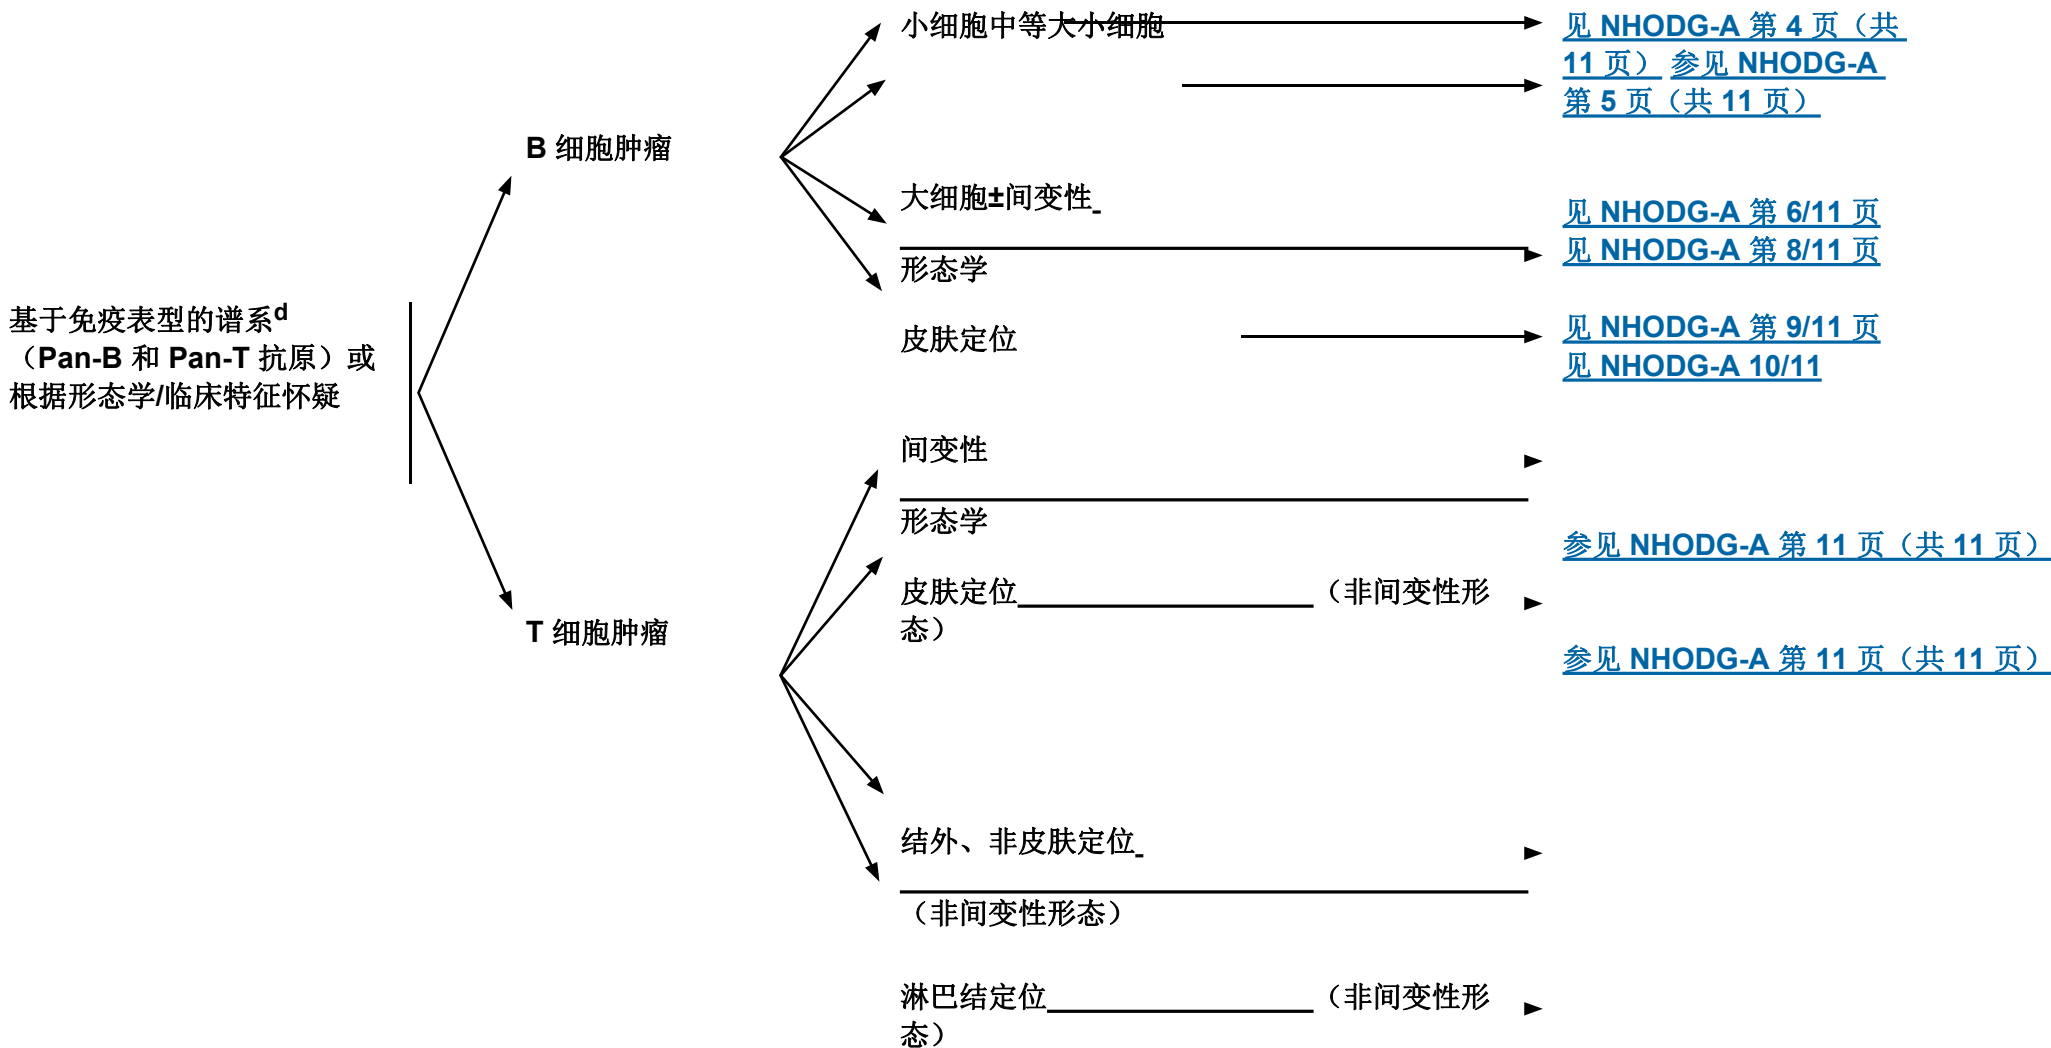 小细胞中等大小细胞
见 NHODG-A 第 4 页（共
11 页） 参见 NHODG-A
第 5 页（共 11 页）
B 细胞肿瘤
大细胞±间变性
形态学
见 NHODG-A 第 6/11 页
见 NHODG-A 第 8/11 页
基于免疫表型的谱系d
（Pan-B 和 Pan-T 抗原）或
根据形态学/临床特征怀疑
皮肤定位
见 NHODG-A 第 9/11 页
见 NHODG-A 10/11
间变性
形态学
参见 NHODG-A 第 11 页（共 11 页）
皮肤定位（非间变性形
态）
T 细胞肿瘤
参见 NHODG-A 第 11 页（共 11 页）
结外、非皮肤定位
（非间变性形态）
淋巴结定位（非间变性形
态）